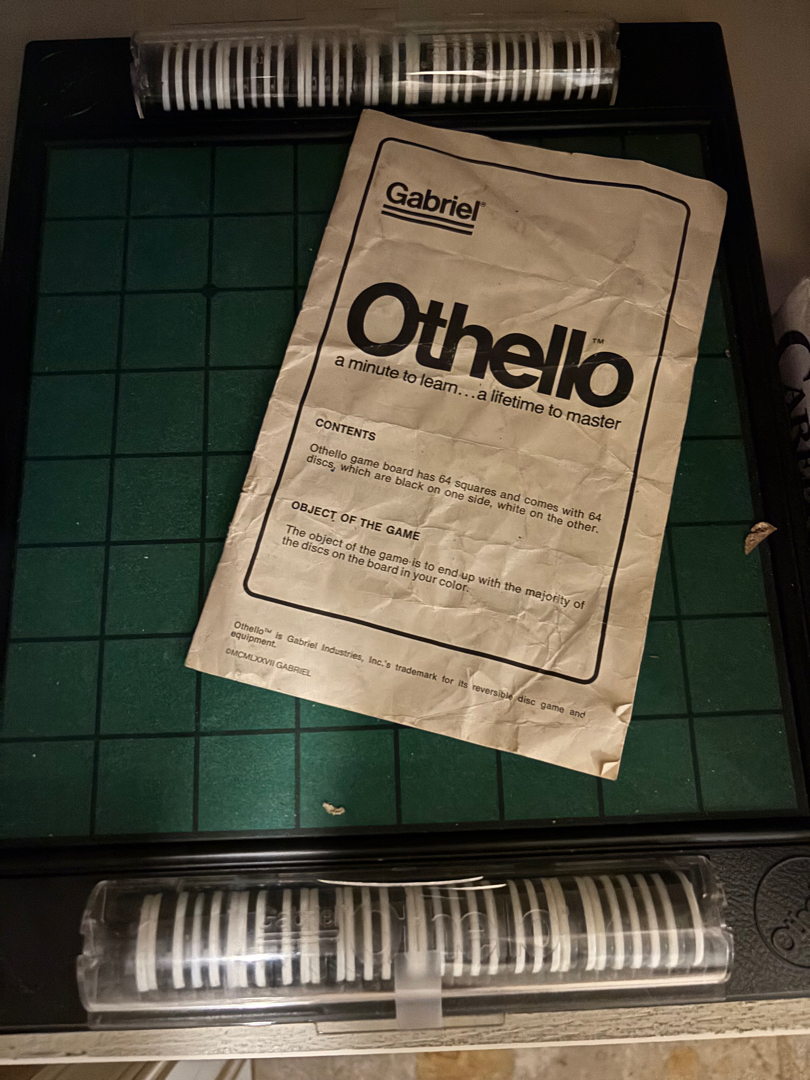 Gabriel®
Othello™
a minute to learn...a lifetime to master
CONTENTS
Othello game board has 64 squares and comes with 64
discs, which are black on one side, white on the other.
OBJECT OF THE GAME
The object of the game is to end up with the majority of
the discs on the board in your color.
Othello™ is Gabriel Industries, Inc.'s trademark for its reversible disc game and
equipment.
©MCMLXXVII GABRIEL
Gabriel
Othello